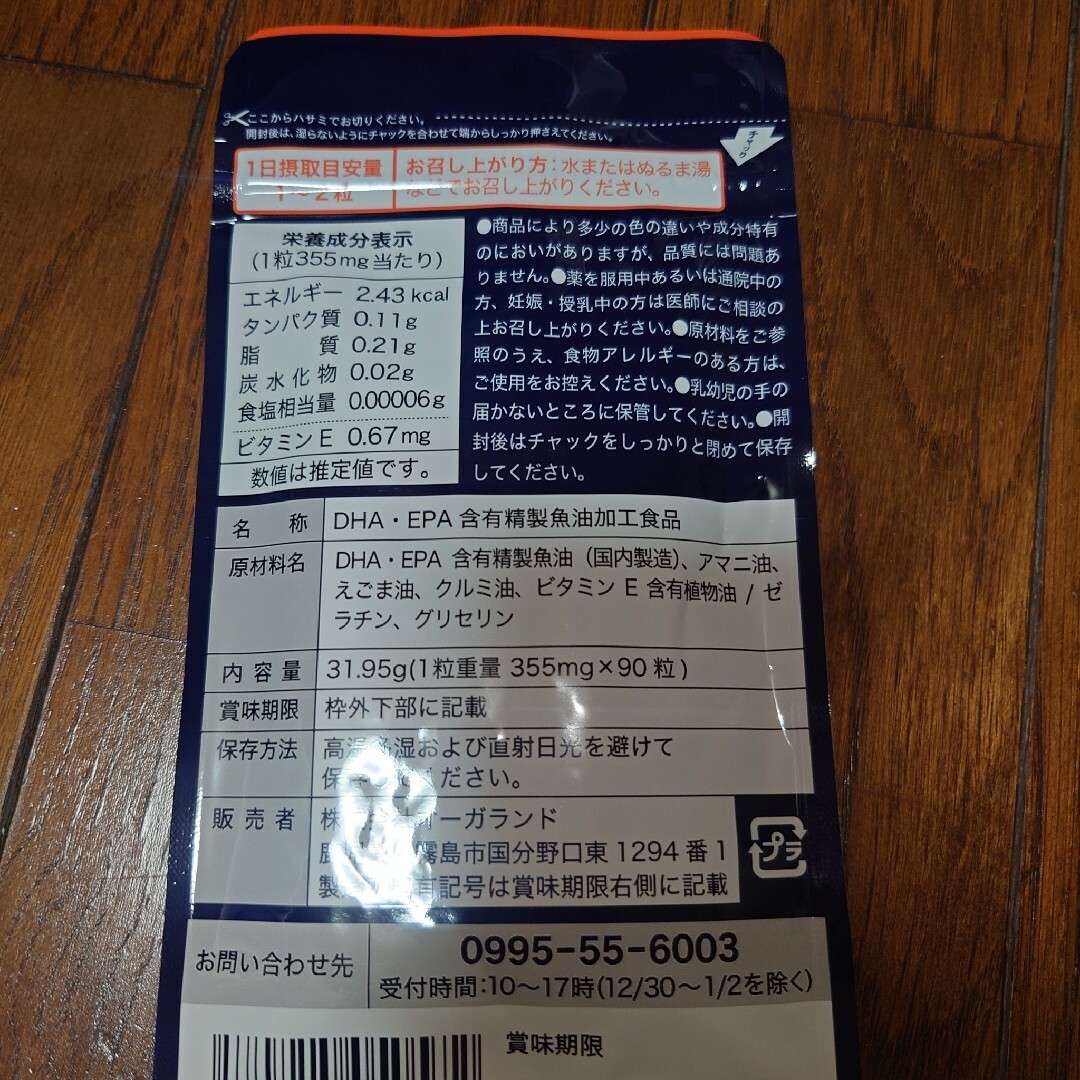 ここからハサミでお切りください。
開封後は、湿らないようにチャックを合わせて端からしっかり押さえてください。
チャック
1日摂取目安量
1～2粒
お召し上がり方：水またはぬるま湯
などでお召し上がりください。
栄養成分表示
(1粒355mg当たり)
エネルギー 2.43 kcal
タンパク質 0.11g
脂質 0.21g
炭水化物 0.02g
食塩相当量 0.00006g
ビタミンE 0.67mg
数値は推定値です。
●商品により多少の色の違いや成分特有
のにおいがありますが、品質には問題あ
りません。●薬を服用中あるいは通院中の
方、妊娠・授乳中の方は医師にご相談の
上お召し上がりください。●原材料をご参
照のうえ、食物アレルギーのある方は、
ご使用をお控えください。●乳幼児の手の
届かないところに保管してください。●開
封後はチャックをしっかりと閉めて保存
してください。
名称 DHA・EPA 含有精製魚油加工食品
原材料名 DHA・EPA 含有精製魚油（国内製造）、アマニ油、
えごま油、クルミ油、ビタミン E 含有植物油 / ゼ
ラチン、グリセリン
内容量 31.95g(1粒重量 355mg×90粒)
賞味期限 枠外下部に記載
保存方法 高温 湿および直射日光を避けて
保 ください。
販売者 株 オーガランド
霧島市国分野口東 1294 番 1
製 有記号は賞味期限右側に記載
プラ
お問い合わせ先
0995-55-6003
受付時間：10～17時(12/30～1/2を除く)
賞味期限